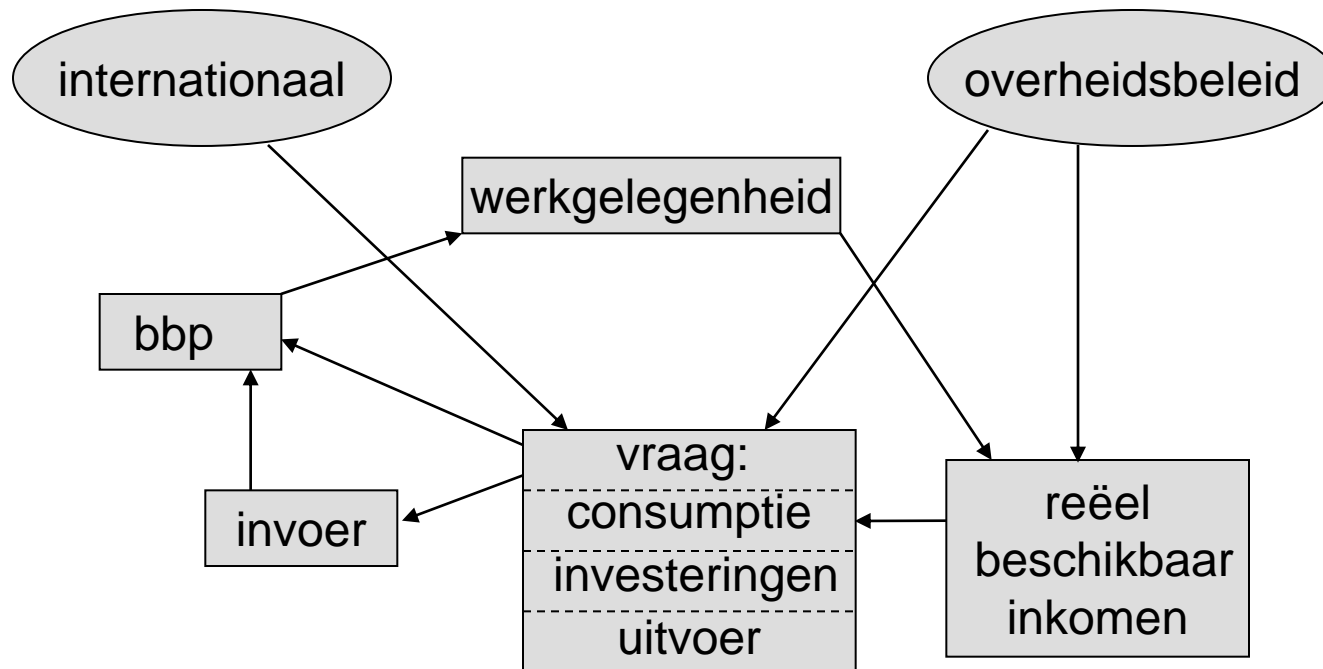 internationaal
overheidsbeleid
werkgelegenheid
bbp
vraag:
consumptie
investeringen
uitvoer
invoer
reëel
beschikbaar
inkomen